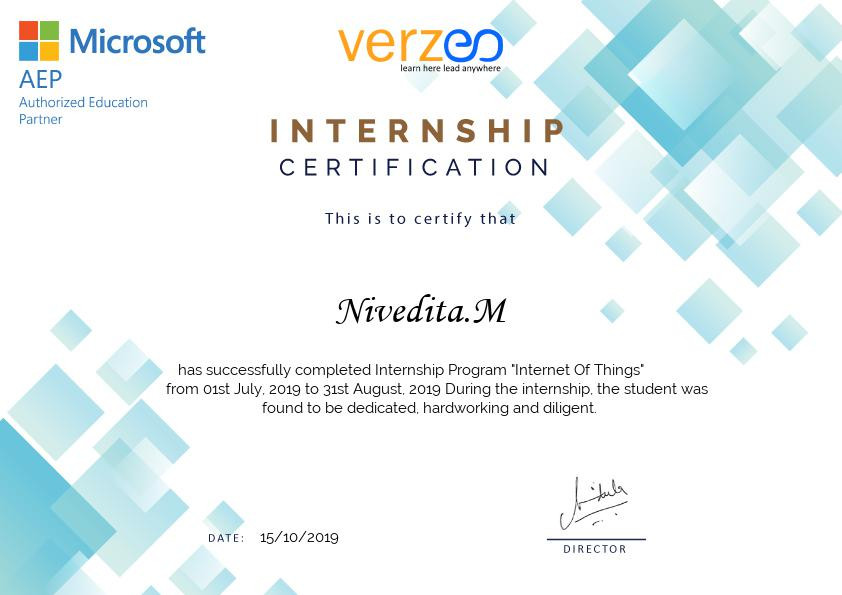 Microsoft
AEP
Authorized Education
Partner
verzeo
learn here lead anywhere
INTERNSHIP
CERTIFICATION
This is to certify that
Nivedita.M
has successfully completed Internship Program "Internet Of Things"
from 01st July, 2019 to 31st August, 2019 During the internship, the student was
found to be dedicated, hardworking and diligent.
DATE: 15/10/2019
DIRECTOR